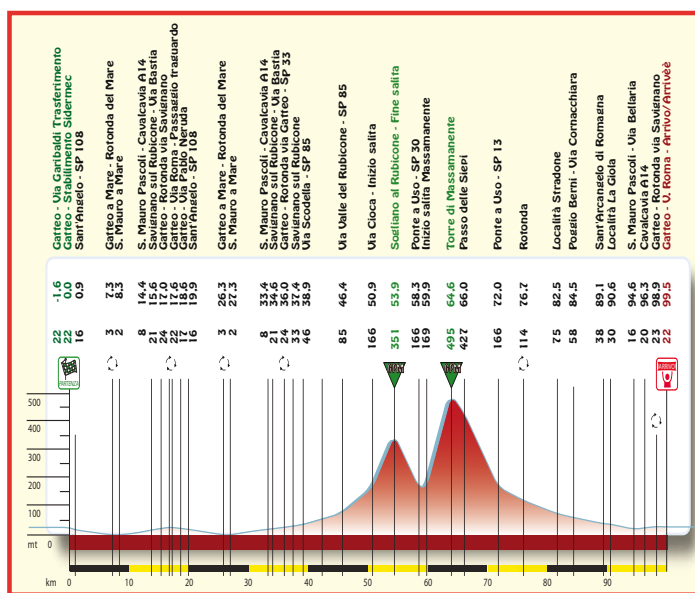 Gatteo - Via Garibaldi Trasferimento -1,6 22
Gatteo - Stabilimento Sidermec 0.0 22
Sant'Angelo - SP 108 0.9 16
Gatteo a Mare - Rotonda del Mare 7.3 3
S. Mauro a Mare 8.3 2
S. Mauro Pascoli - Cavalcavia A14 14.4 8
Savignano sul Rubicone - Via Bastia 15.6 21
Gatteo - Rotonda via Savignano 17.0 24
Gatteo - Via Roma - Passaggio traguardo 17.6 22
Gatteo - Via Pablo Neruda 18.7 17
Sant'Angelo - SP 108 19.9 16
Gatteo a Mare - Rotonda del Mare 26.3 3
S. Mauro a Mare 27.3 2
S. Mauro Pascoli - Cavalcavia A14 33.4 8
Savignano sul Rubicone - Via Bastia 34.6 21
Gatteo - Rotonda via Gatteo - SP 33 36.0 24
Savignano sul Rubicone 37.4 33
Via Scodella - SP 85 38.9 46
Via Valle del Rubicone - SP 85 46.4 85
Via Ciocca - Inizio salita 50.9 166
Sogliano al Rubicone - Fine salita 53.9 351
Ponte a Uso - SP 30 58.3 166
Inizio salita Massamanente 59.9 169
Torre di Massamanente 64.6 495
Passo delle Siepi 66.0 427
Ponte a Uso - SP 13 72.0 166
Rotonda 76.7 114
Località Stradone 82.5 75
Poggio Berni - Via Cornacchiara 84.5 58
Sant'Arcangelo di Romagna 89.1 38
Località La Giola 90.6 30
S. Mauro Pascoli - Via Bellaria 94.6 16
Cavalcavia A14 96.3 20
Gatteo - Rotonda via Savignano 98.9 23
Gatteo - V. Roma - Arrivo/Arrivèè 99.5 22
PARTENZA
ARRIVO
500
400
300
200
100
mt 0
km 0 10 20 30 40 50 60 70 80 90